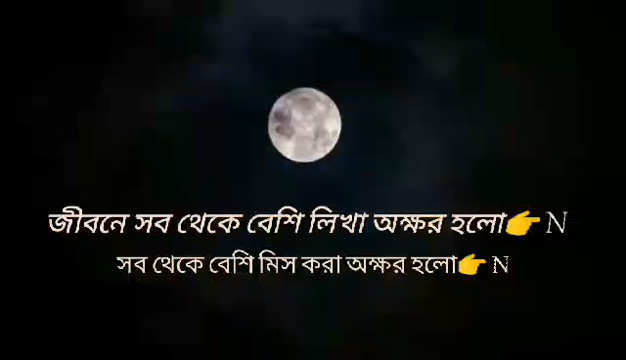 জীবনে সব থেকে বেশি লিখা অক্ষর হলো👉 N
সব থেকে বেশি মিস করা অক্ষর হলো👉 N